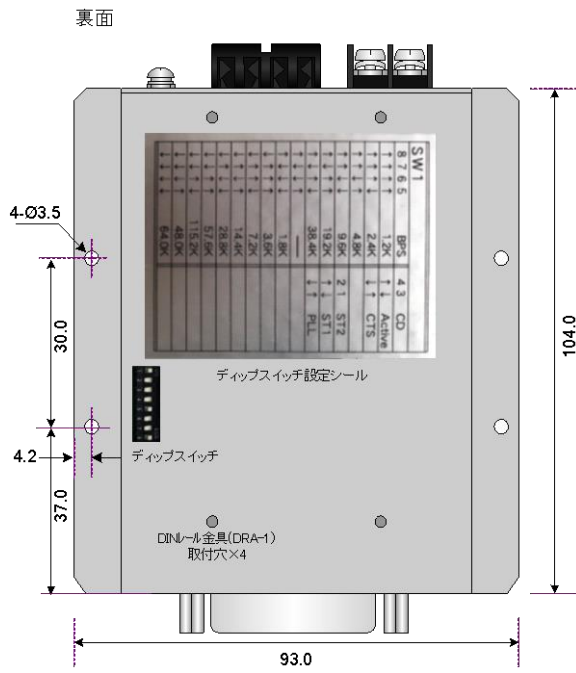 裏面
SW1
8 7 6 5 BPS 4 3 CD
1.2K Active
2.4K CTS
4.8K
9.6K 2 1 ST2
19.2K ST1
38.4K PLL
—
1.8K
3.6K
7.2K
14.4K
28.8K
57.6K
115.2K
48.0K
64.0K
4-Ø3.5
30.0
104.0
ディップスイッチ設定シール
ディップスイッチ
4.2
37.0
DINレール金具(DRA-1)
取付穴×4
93.0